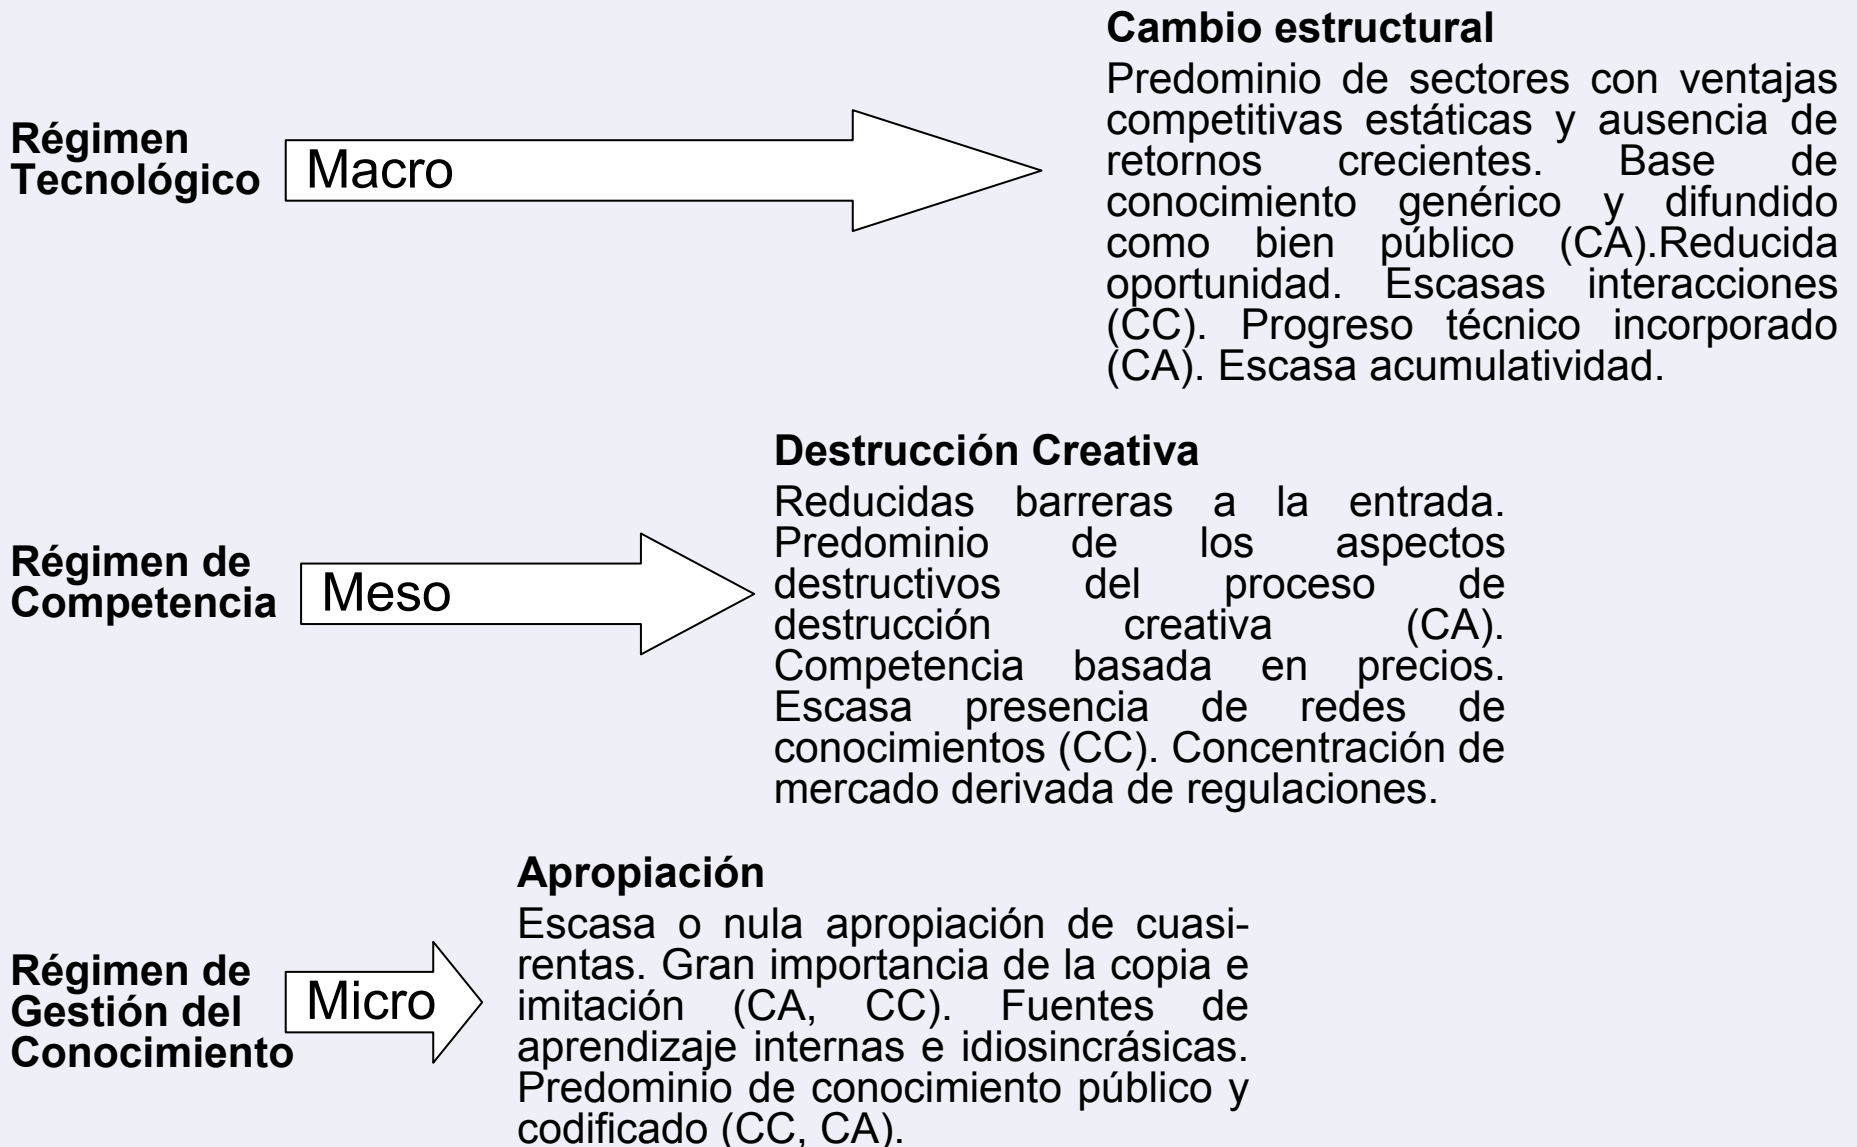 Régimen
Tecnológico
Macro
Cambio estructural
Predominio de sectores con ventajas
competitivas estáticas y ausencia de
retornos crecientes. Base de
conocimiento genérico y difundido
como bien público (CA).Reducida
oportunidad. Escasas interacciones
(CC). Progreso técnico incorporado
(CA). Escasa acumulatividad.
Régimen de
Competencia
Meso
Destrucción Creativa
Reducidas barreras a la entrada.
Predominio de los aspectos
destructivos del proceso de
destrucción creativa (CA).
Competencia basada en precios.
Escasa presencia de redes de
conocimientos (CC). Concentración de
mercado derivada de regulaciones.
Régimen de
Gestión del
Conocimiento
Micro
Apropiación
Escasa o nula apropiación de cuasi-
rentas. Gran importancia de la copia e
imitación (CA, CC). Fuentes de
aprendizaje internas e idiosincrásicas.
Predominio de conocimiento público y
codificado (CC, CA).